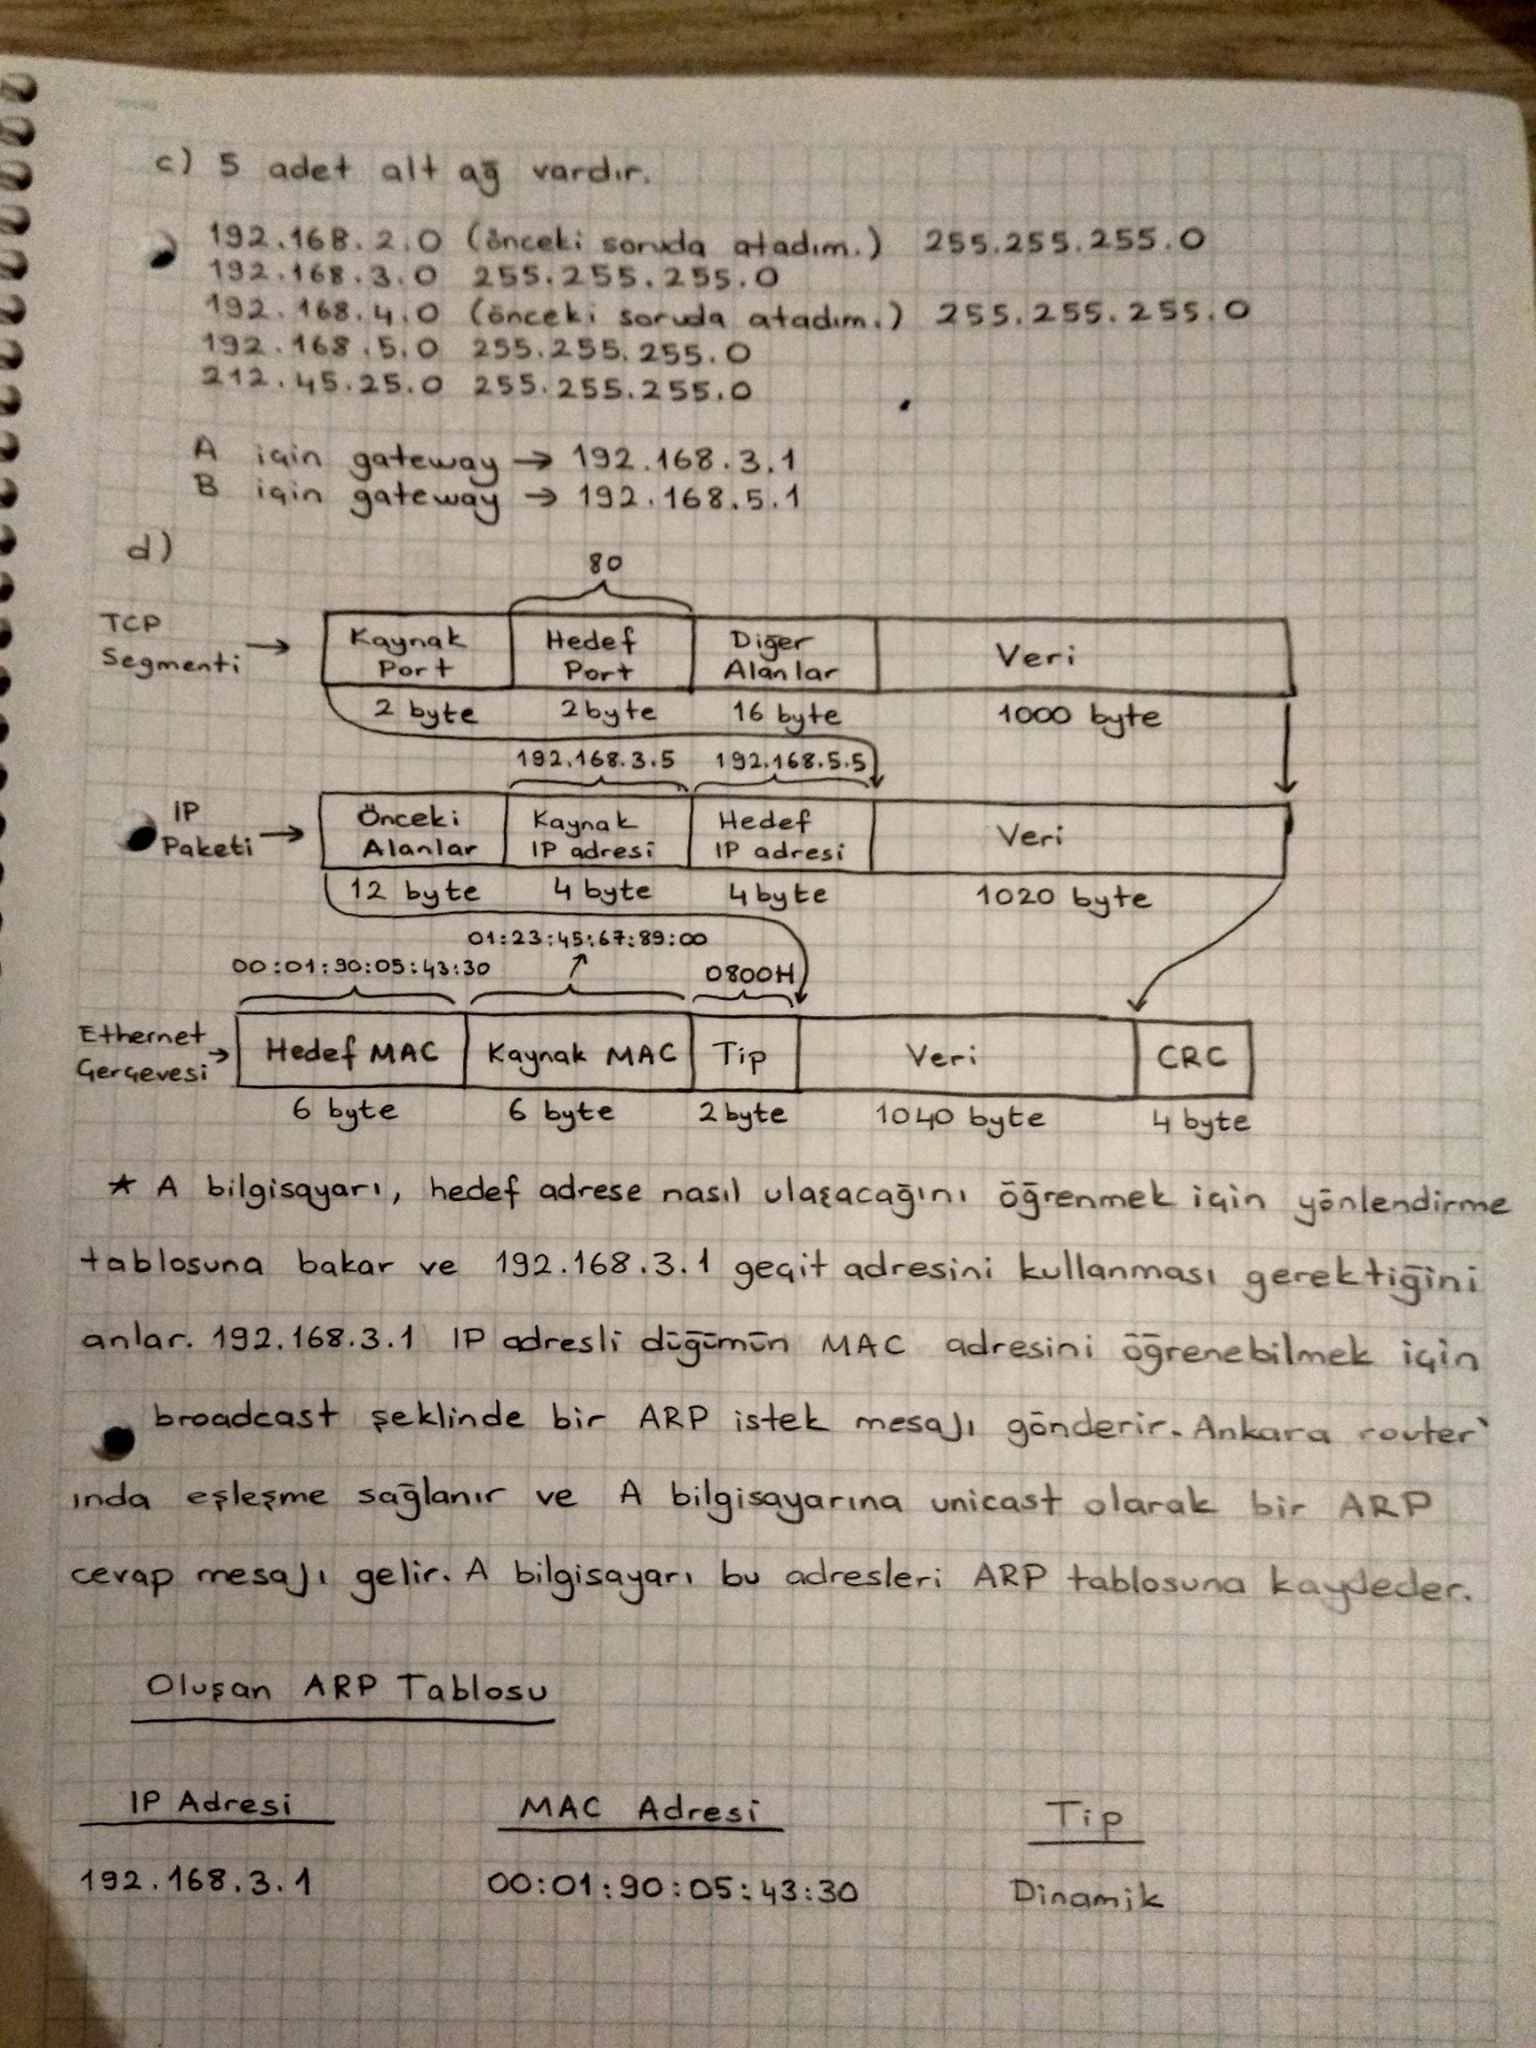 c) 5 adet alt ağ vardır.
192.168.2.0 (önceki soruda atadım.) 255.255.255.0
192.168.3.0 255.255.255.0
192.168.4.0 (önceki soruda atadım.) 255.255.255.0
192.168.5.0 255.255.255.0
212.45.25.0 255.255.255.0
A için gateway → 192.168.3.1
B için gateway → 192.168.5.1
d)
80
TCP Segmenti →
Kaynak Port
Hedef Port
Diğer Alanlar
Veri
2 byte 2 byte 16 byte 1000 byte
192.168.3.5 192.168.5.5
IP Paketi →
Önceki Alanlar
Kaynak IP adresi
Hedef IP adresi
Veri
12 byte 4 byte 4 byte 1020 byte
01:23:45:67:89:00
00:01:90:05:43:30
0800H
Ethernet Çerçevesi →
Hedef MAC Kaynak MAC Tip Veri CRC
6 byte 6 byte 2 byte 1040 byte 4 byte
* A bilgisayarı, hedef adrese nasıl ulaşacağını öğrenmek için yönlendirme
tablosuna bakar ve 192.168.3.1 geçit adresini kullanması gerektiğini
anlar. 192.168.3.1 IP adresli düğümün MAC adresini öğrenebilmek için
broadcast şeklinde bir ARP istek mesajı gönderir. Ankara router'
ında eşleşme sağlanır ve A bilgisayarına unicast olarak bir ARP
cevap mesajı gelir. A bilgisayarı bu adresleri ARP tablosuna kaydeder.
Oluşan ARP Tablosu
IP Adresi MAC Adresi Tip
192.168.3.1 00:01:90:05:43:30 Dinamik